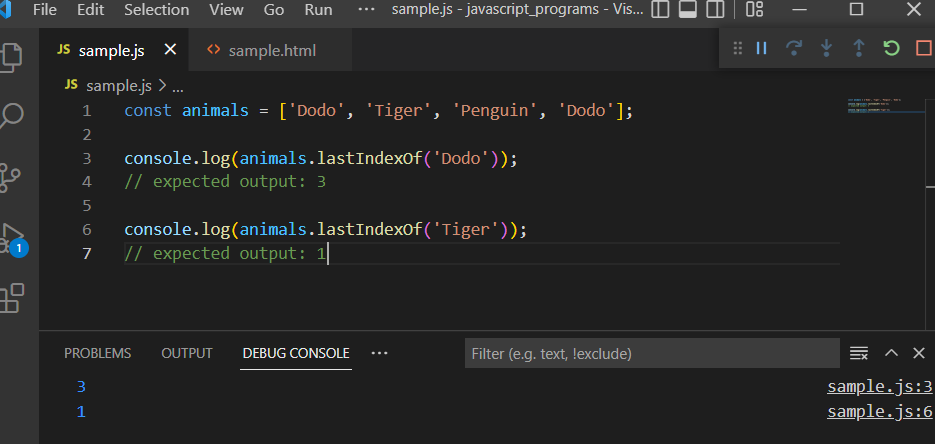 File Edit Selection View Go Run ··· sample.js - javascript_programs - Vis...
JS sample.js <> sample.html
JS sample.js > ...
1 const animals = ['Dodo', 'Tiger', 'Penguin', 'Dodo'];
2
3 console.log(animals.lastIndexOf('Dodo'));
4 // expected output: 3
5
6 console.log(animals.lastIndexOf('Tiger'));
7 // expected output: 1
1
PROBLEMS OUTPUT DEBUG CONSOLE ··· Filter (e.g. text, !exclude)
3 sample.js:3
1 sample.js:6